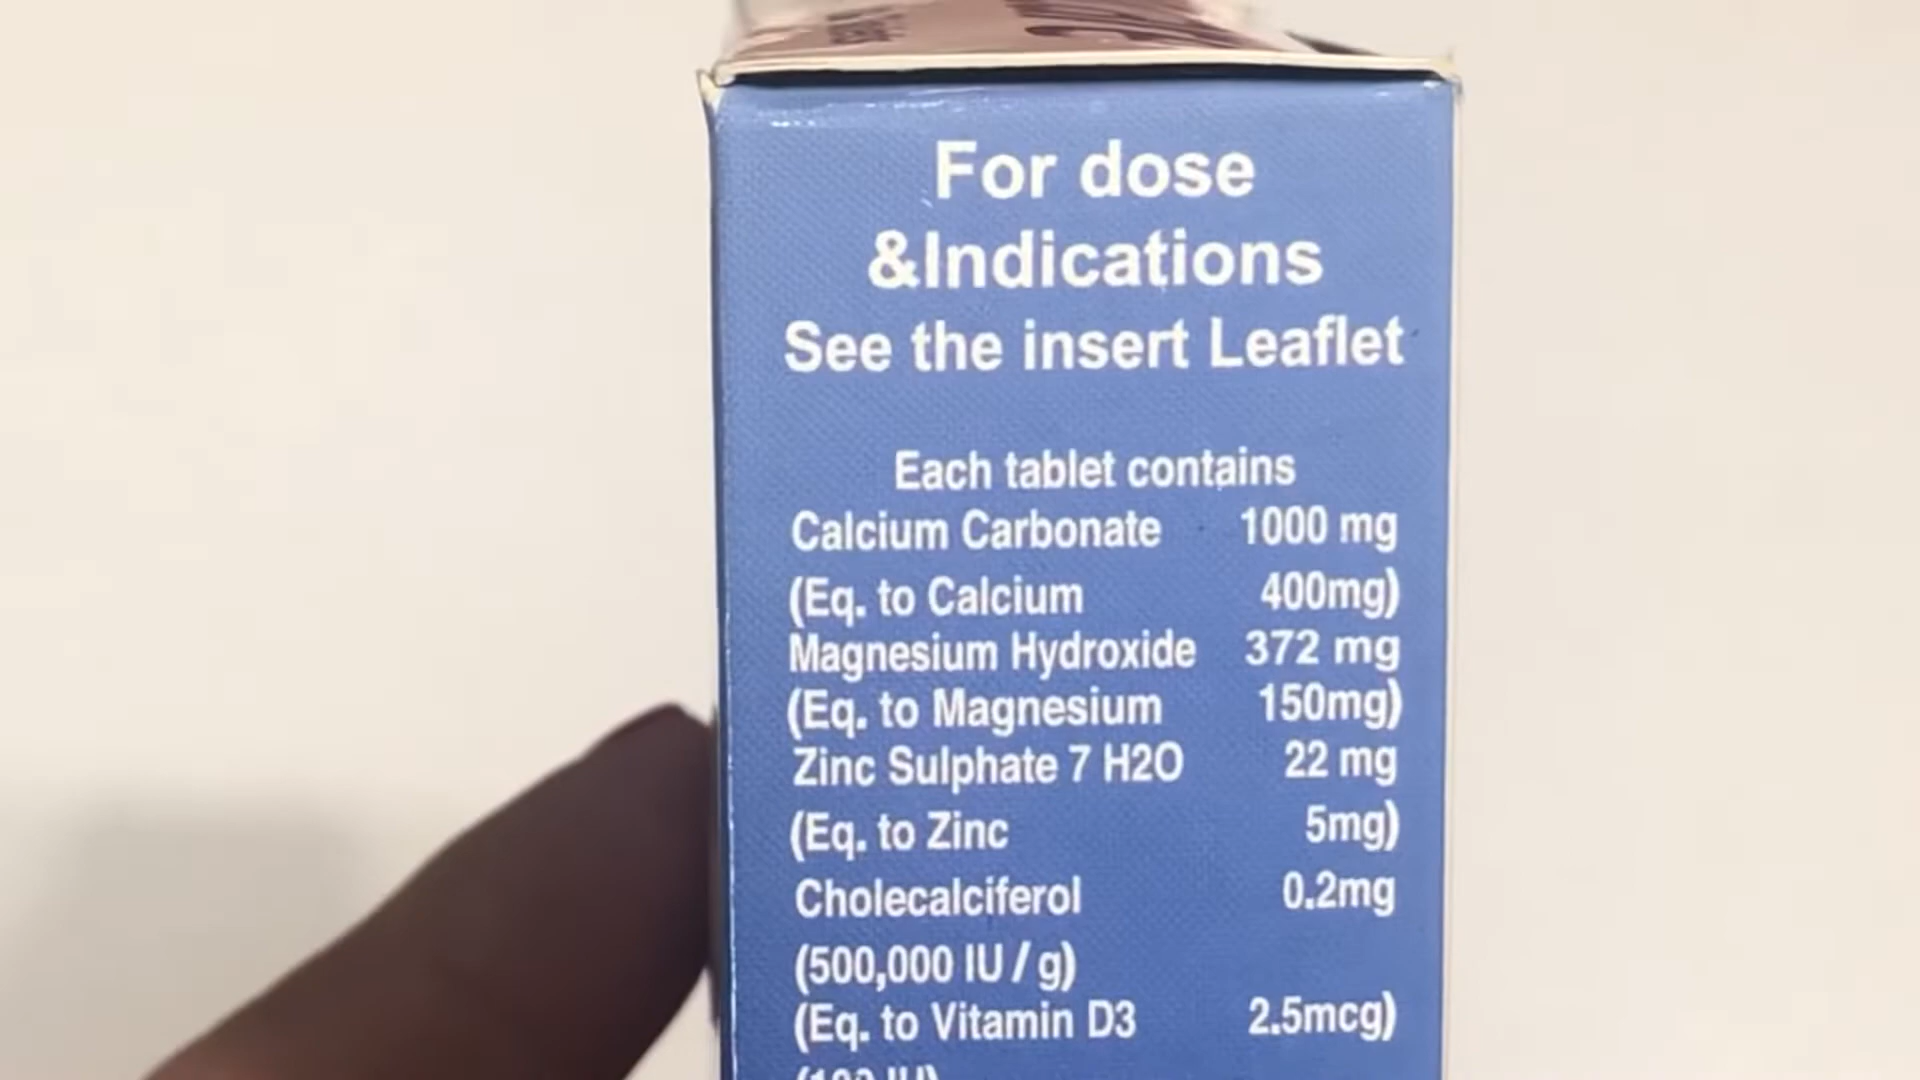 For dose
&Indications
See the insert Leaflet
Each tablet contains
Calcium Carbonate 1000 mg
(Eq. to Calcium 400mg)
Magnesium Hydroxide 372 mg
(Eq. to Magnesium 150mg)
Zinc Sulphate 7 H2O 22 mg
(Eq. to Zinc 5mg)
Cholecalciferol 0.2mg
(500,000 IU / g)
(Eq. to Vitamin D3 2.5mcg)